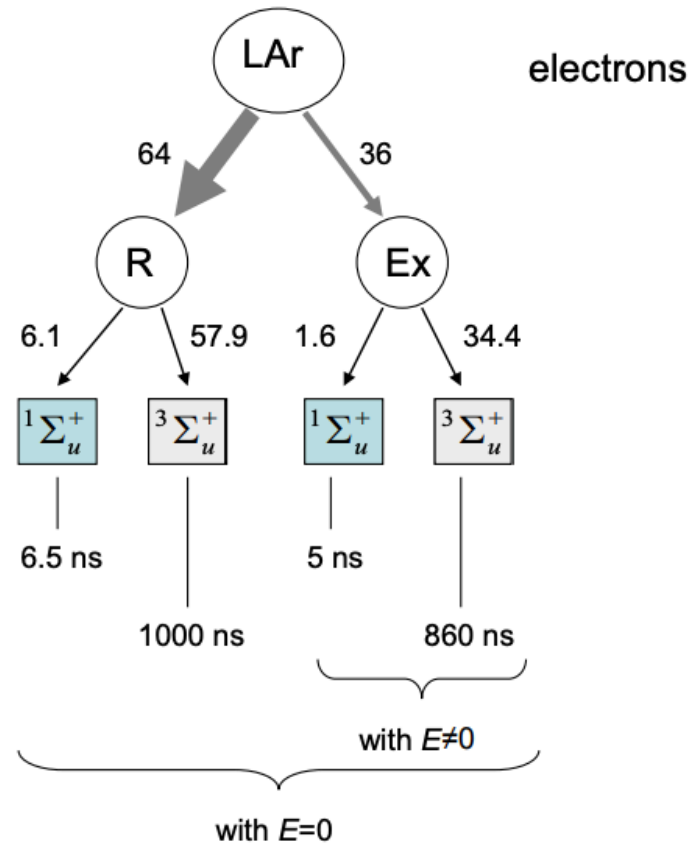 LAr
electrons
64 36
R Ex
6.1 57.9 1.6 34.4
¹Σᵤ⁺ ³Σᵤ⁺ ¹Σᵤ⁺ ³Σᵤ⁺
6.5 ns 5 ns
1000 ns 860 ns
with E≠0
with E=0